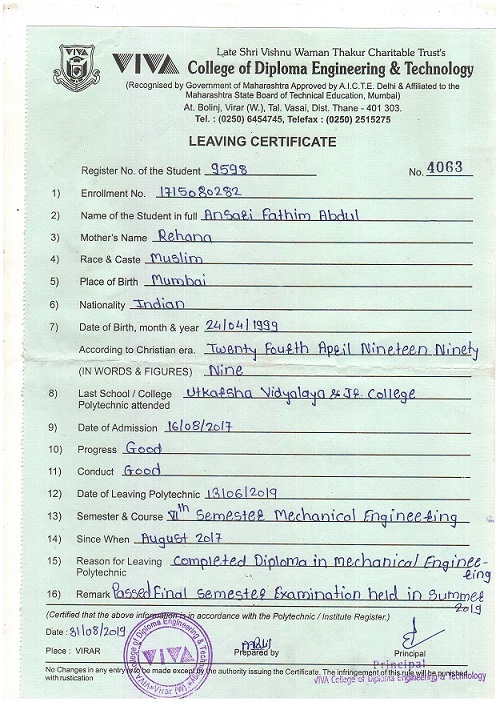 VIVA
Late Shri Vishnu Waman Thakur Charitable Trust's
College of Diploma Engineering & Technology
(Recognised by Government of Maharashtra Approved by A.I.C.T.E. Delhi & Affiliated to the
Maharashtra State Board of Technical Education, Mumbai)
At. Bolinj, Virar (W.), Tal. Vasai, Dist. Thane - 401 303.
Tel. : (0250) 6454745, Telefax : (0250) 2515275
LEAVING CERTIFICATE
Register No. of the Student 9598 No. 4063
1) Enrollment No. 1715080282
2) Name of the Student in full Ansari Fathim Abdul
3) Mother's Name Rehana
4) Race & Caste Muslim
5) Place of Birth Mumbai
6) Nationality Indian
7) Date of Birth, month & year 24/04/1999
According to Christian era. Twenty Fourth April Nineteen Ninety
(IN WORDS & FIGURES) Nine
8) Last School / College Utkarsha Vidyalaya & Jr. College
Polytechnic attended
9) Date of Admission 16/08/2017
10) Progress Good
11) Conduct Good
12) Date of Leaving Polytechnic 13/06/2019
13) Semester & Course VIth Semester Mechanical Engineering
14) Since When August 2017
15) Reason for Leaving Completed Diploma in Mechanical Enginee-
Polytechnic ring
16) Remark Passed Final Semester Examination held in Summer
2019
(Certified that the above information is in accordance with the Polytechnic / Institute Register.)
Date : 31/08/2019
Place : VIRAR Prepared by Principal
Principal
No Changes in any entry to be made except by the authority issuing the Certificate. The infringement of this rule will be punished
with rustication
VIVA College of Diploma Engineering & Technology
College of Diploma Engineering & Technology
VIVA Virar (W)